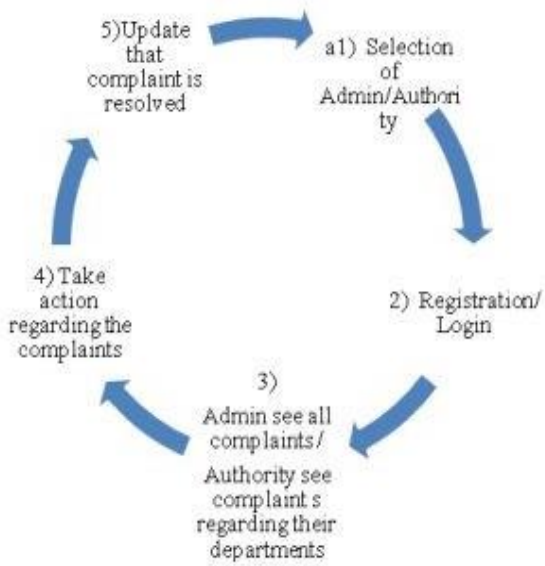 a1) Selection
of
Admin/Authori
ty
2) Registration/
Login
3)
Admin see all
complaints /
Authority see
complaint s
regarding their
departments
4) Take
action
regarding the
complaints
5)Update
that
complaint is
resolved